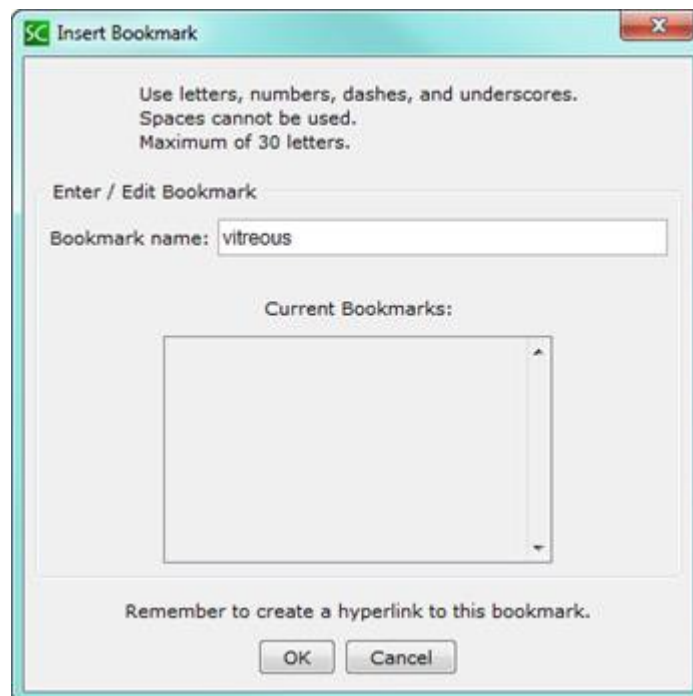 SC Insert Bookmark
Use letters, numbers, dashes, and underscores.
Spaces cannot be used.
Maximum of 30 letters.
Enter / Edit Bookmark
Bookmark name: vitreous
Current Bookmarks:
Remember to create a hyperlink to this bookmark.
OK Cancel